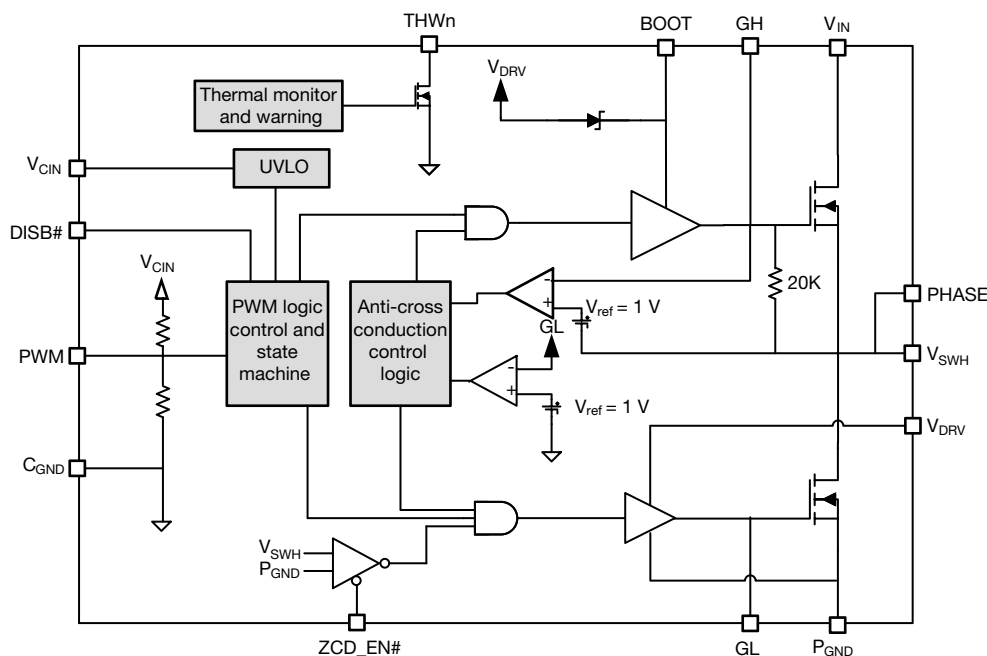 THWn
BOOT
GH
VIN
VDRV
Thermal monitor
and warning
VCIN
UVLO
DISB#
VCIN
PWM logic
control and
state
machine
Anti-cross
conduction
control
logic
-
+
Vref = 1 V
20K
PHASE
GL
PWM
VSWH
-
+
Vref = 1 V
VDRV
CGND
VSWH
PGND
ZCD_EN#
GL
PGND